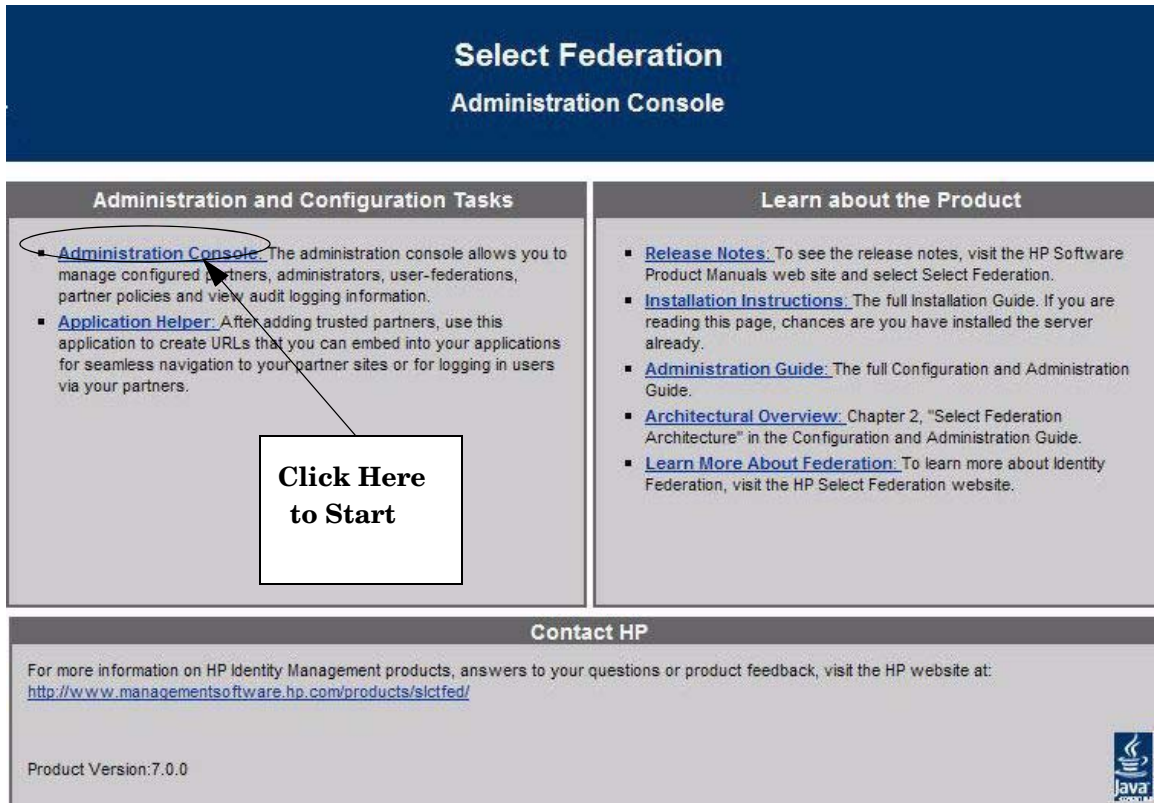 Select Federation
Administration Console
Administration and Configuration Tasks
Administration Console: The administration console allows you to
manage configured partners, administrators, user-federations,
partner policies and view audit logging information.
Application Helper: After adding trusted partners, use this
application to create URLs that you can embed into your applications
for seamless navigation to your partner sites or for logging in users
via your partners.
Click Here
to Start
Learn about the Product
Release Notes: To see the release notes, visit the HP Software
Product Manuals web site and select Select Federation.
Installation Instructions: The full Installation Guide. If you are
reading this page, chances are you have installed the server
already.
Administration Guide: The full Configuration and Administration
Guide.
Architectural Overview: Chapter 2, "Select Federation
Architecture" in the Configuration and Administration Guide.
Learn More About Federation: To learn more about Identity
Federation, visit the HP Select Federation website.
Contact HP
For more information on HP Identity Management products, answers to your questions or product feedback, visit the HP website at:
http://www.managementsoftware.hp.com/products/slctfed/
Product Version:7.0.0
Java